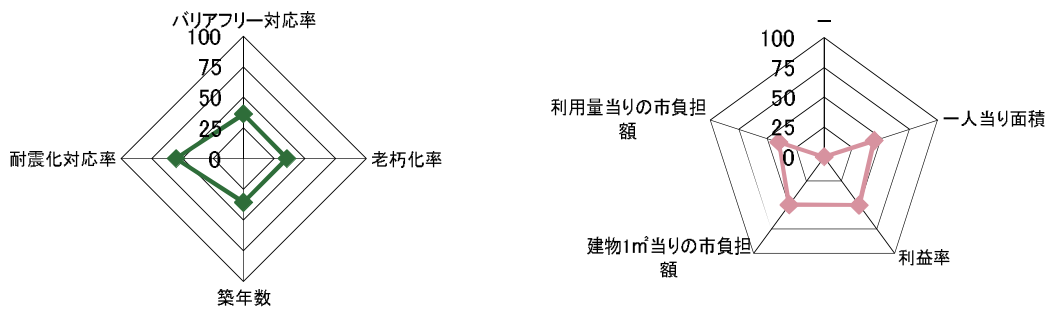 バリアフリー対応率
100
75
50
25
0
耐震化対応率
老朽化率
築年数
ー
100
75
50
25
0
利用量当りの市負担
額
一人当り面積
建物1㎡当りの市負担
額
利益率